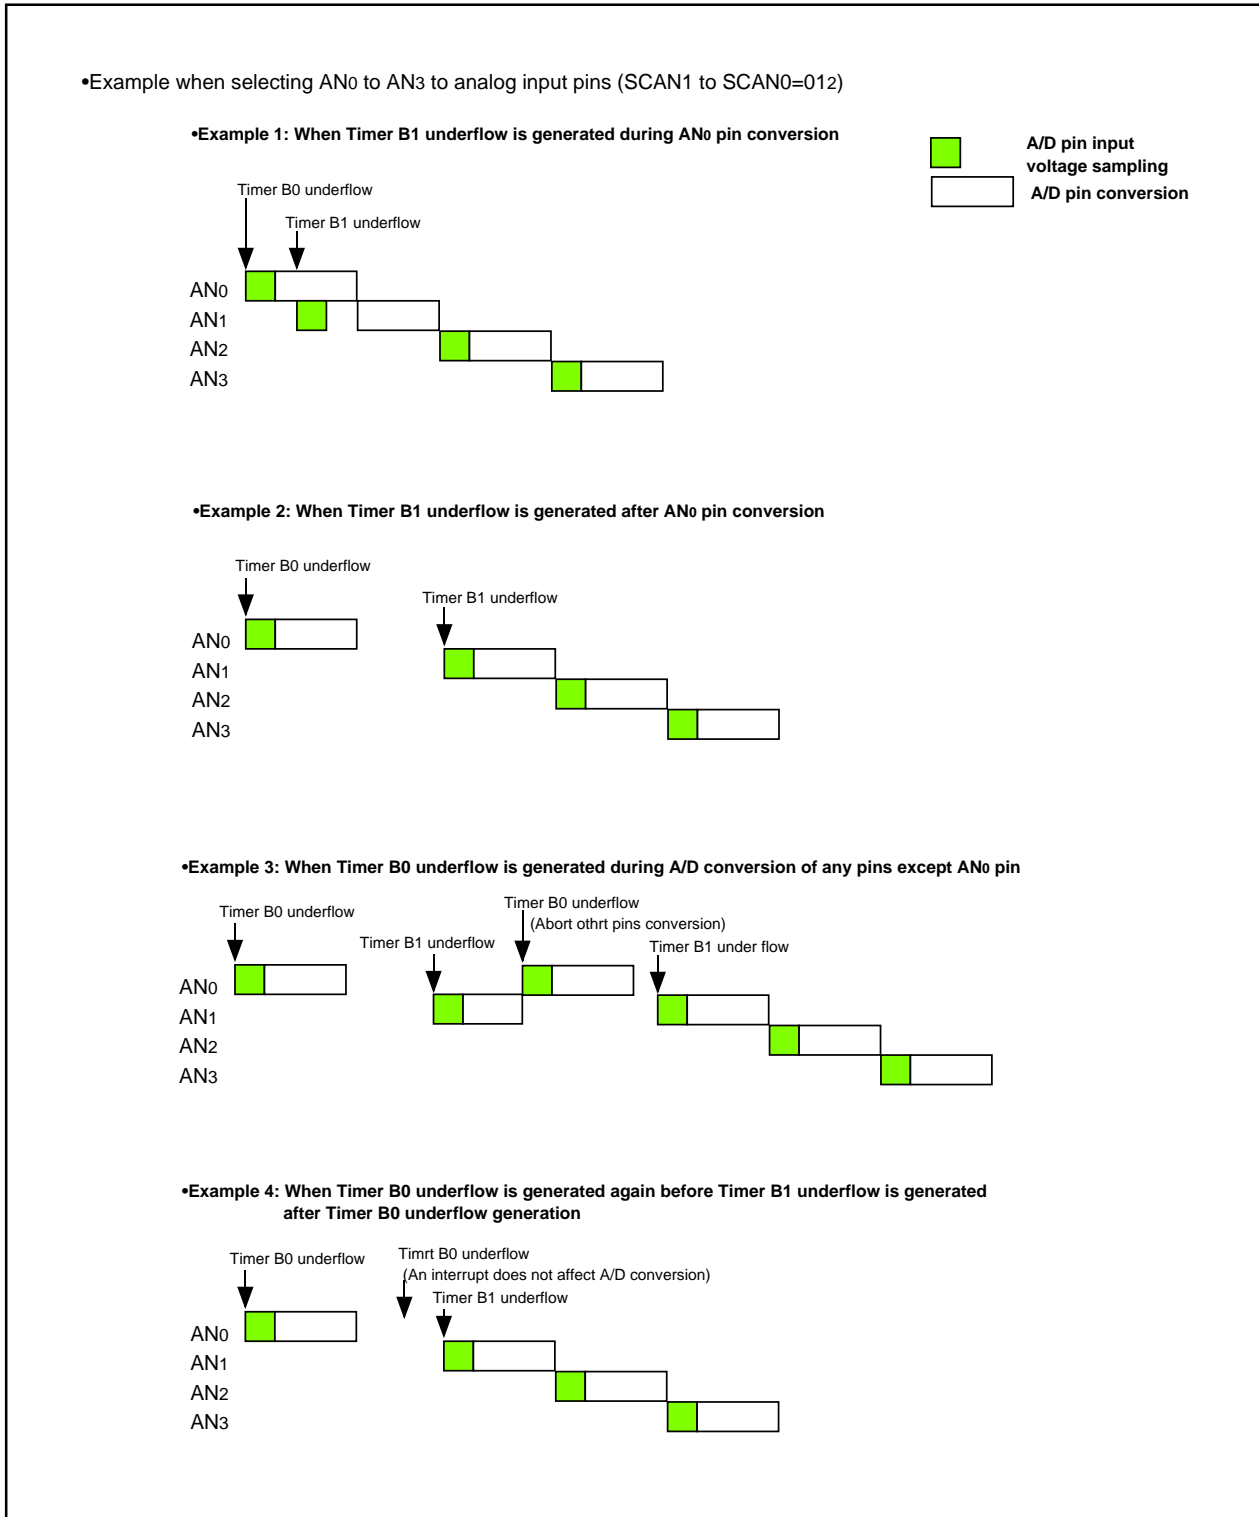 •Example when selecting AN0 to AN3 to analog input pins (SCAN1 to SCAN0=012)
•Example 1: When Timer B1 underflow is generated during AN0 pin conversion
A/D pin input
voltage sampling
A/D pin conversion
Timer B0 underflow
Timer B1 underflow
AN0
AN1
AN2
AN3
•Example 2: When Timer B1 underflow is generated after AN0 pin conversion
Timer B0 underflow
Timer B1 underflow
AN0
AN1
AN2
AN3
•Example 3: When Timer B0 underflow is generated during A/D conversion of any pins except AN0 pin
Timer B0 underflow
Timer B0 underflow
(Abort othrt pins conversion)
Timer B1 underflow
Timer B1 under flow
AN0
AN1
AN2
AN3
•Example 4: When Timer B0 underflow is generated again before Timer B1 underflow is generated
after Timer B0 underflow generation
Timer B0 underflow
Timrt B0 underflow
(An interrupt does not affect A/D conversion)
Timer B1 underflow
AN0
AN1
AN2
AN3